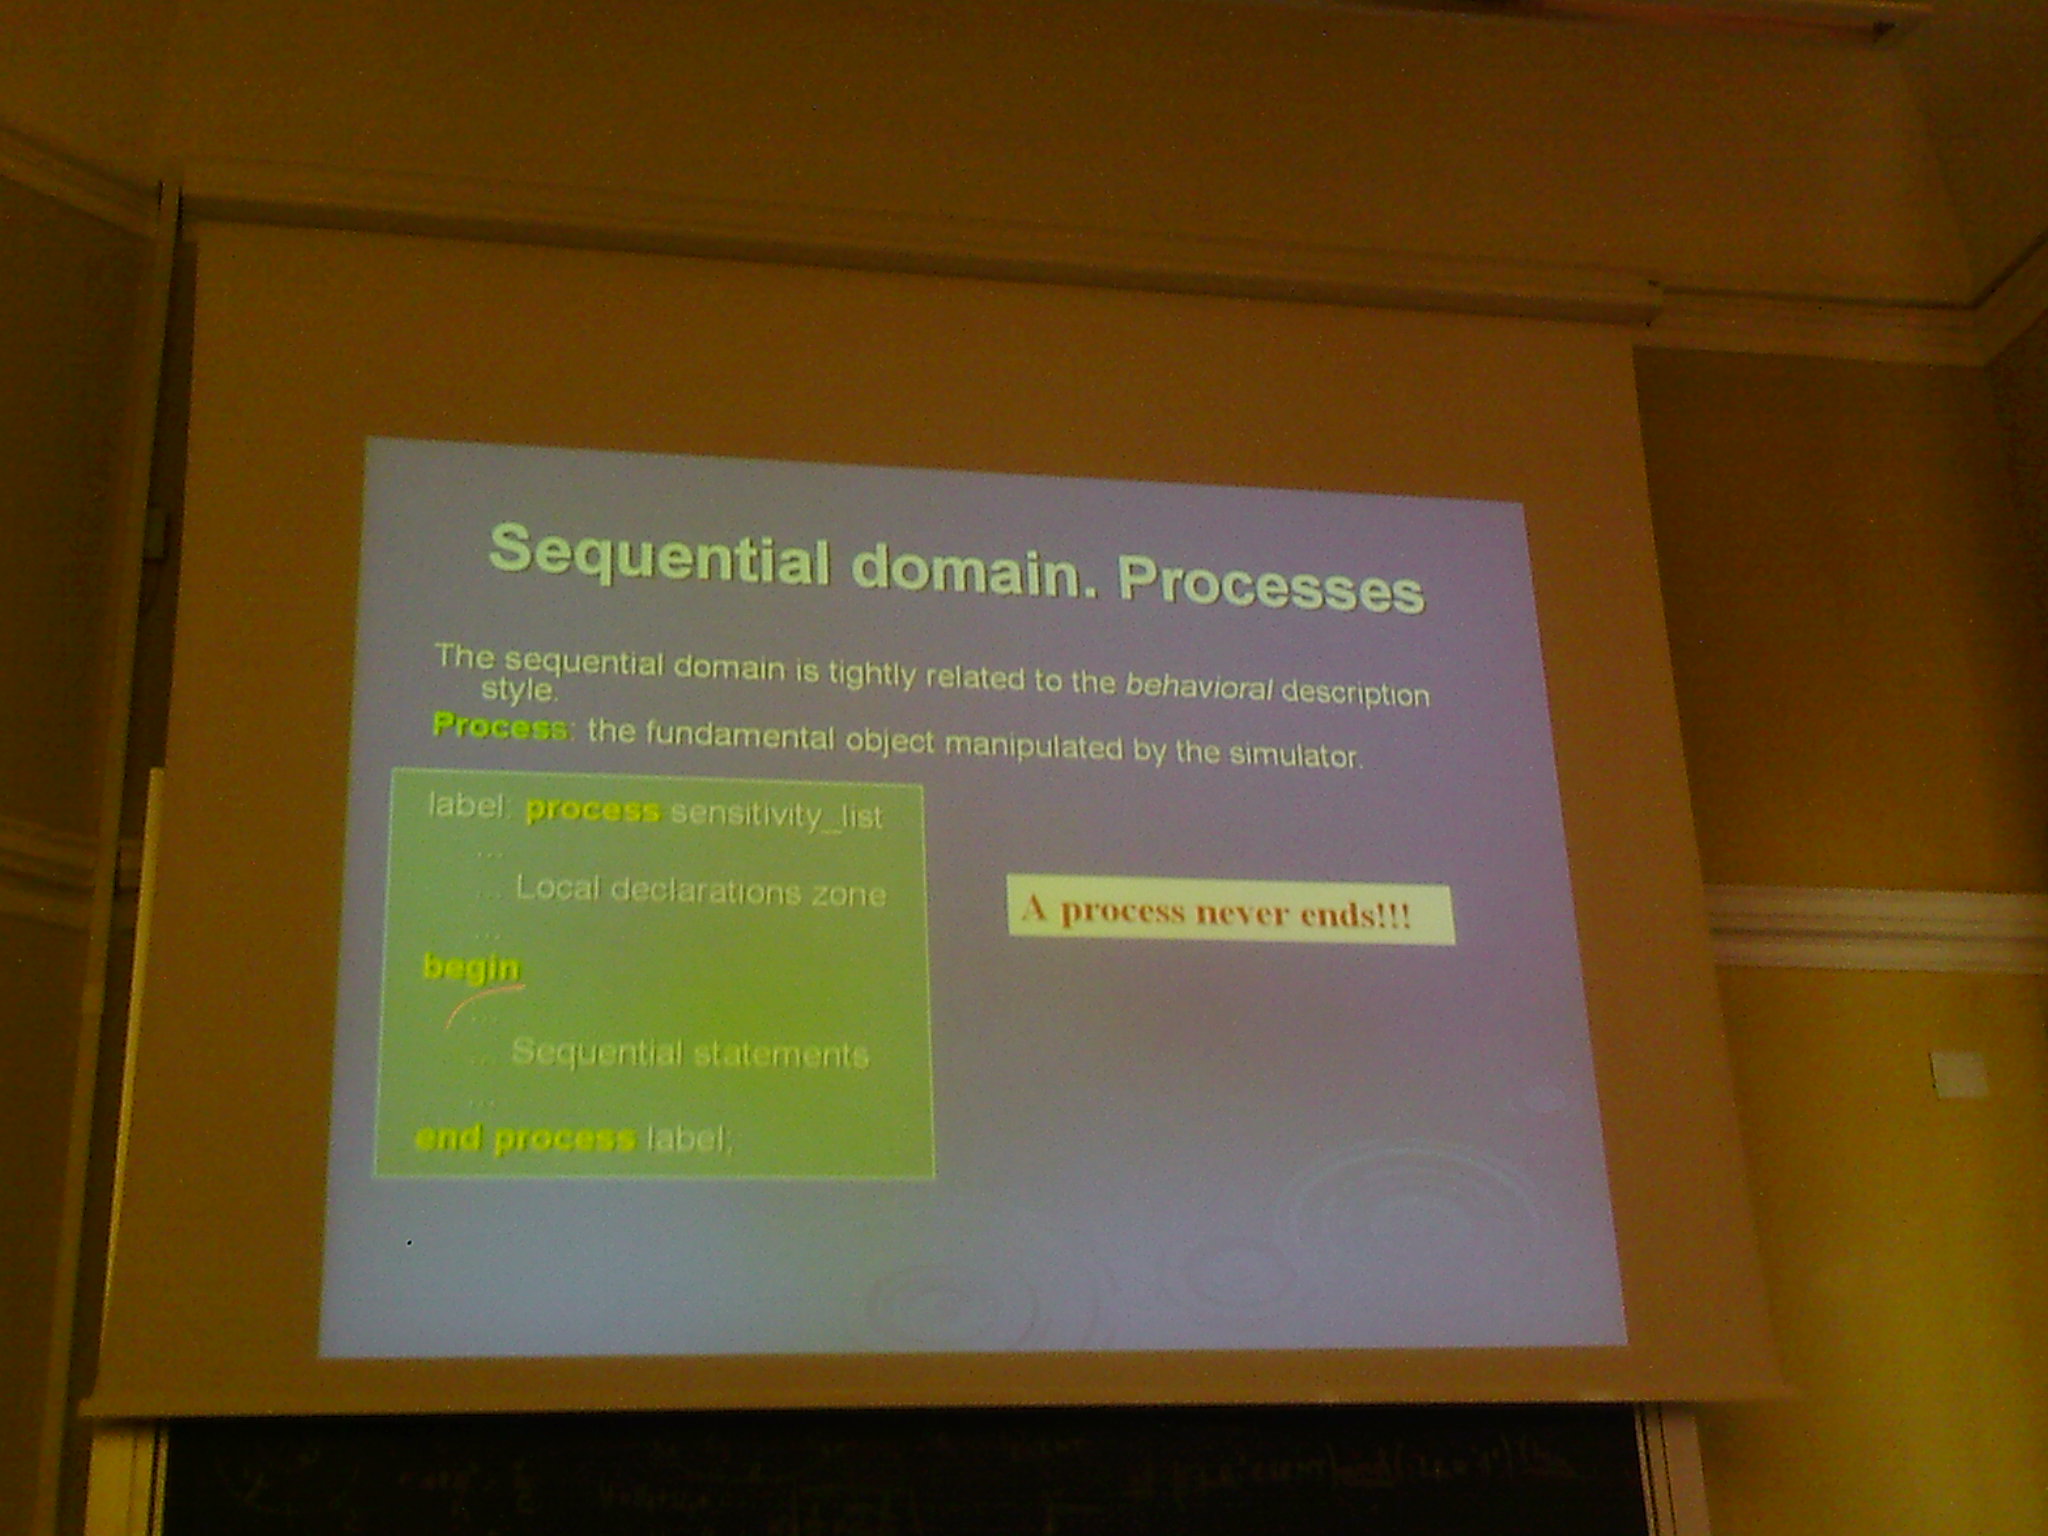 Sequential domain. Processes
The sequential domain is tightly related to the behavioral description
style.
Process: the fundamental object manipulated by the simulator.
label: process sensitivity_list
...
... Local declarations zone
...
begin
...
... Sequential statements
...
end process label;
A process never ends!!!